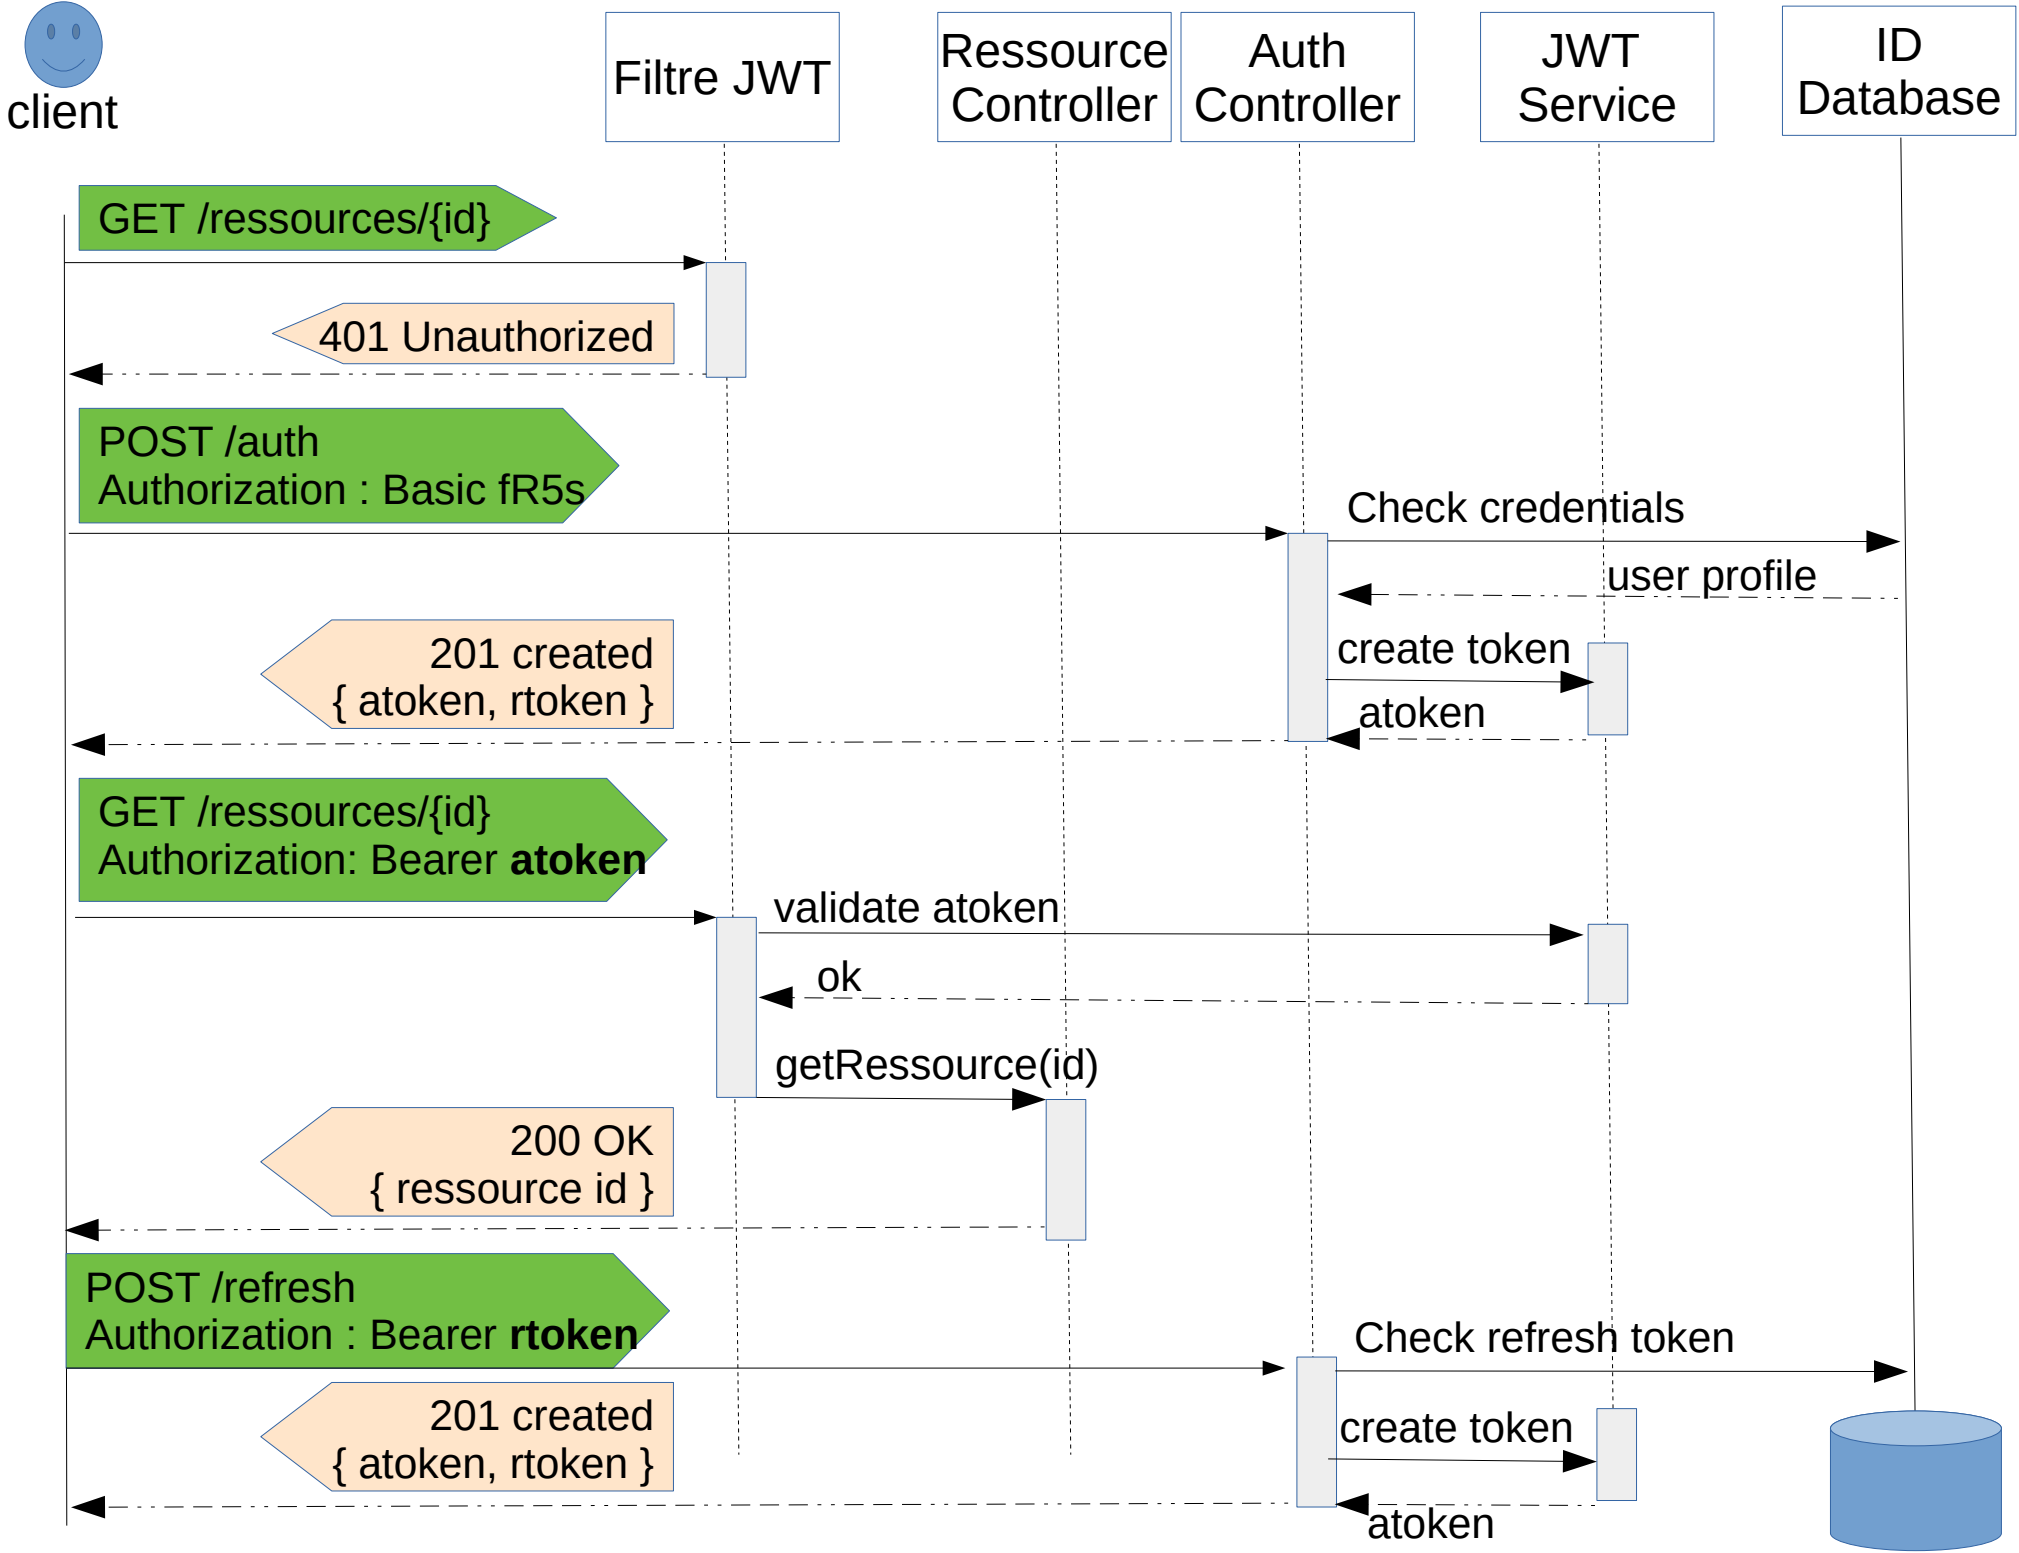 client
Filtre JWT
Ressource
Controller
Auth
Controller
JWT
Service
ID
Database
GET /ressources/{id}
401 Unauthorized
POST /auth
Authorization : Basic fR5s
Check credentials
user profile
201 created
{ atoken, rtoken }
create token
atoken
GET /ressources/{id}
Authorization: Bearer atoken
validate atoken
ok
getRessource(id)
200 OK
{ ressource id }
POST /refresh
Authorization : Bearer rtoken
Check refresh token
201 created
{ atoken, rtoken }
create token
atoken